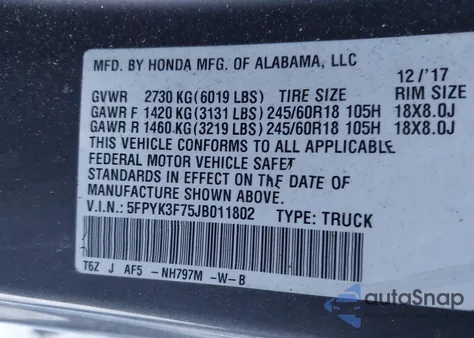 MFD. BY HONDA MFG. OF ALABAMA, LLC
12/'17
GVWR 2730 KG(6019 LBS) TIRE SIZE RIM SIZE
GAWR F 1420 KG(3131 LBS) 245/60R18 105H 18X8.0J
GAWR R 1460 KG(3219 LBS) 245/60R18 105H 18X8.0J
THIS VEHICLE CONFORMS TO ALL APPLICABLE
FEDERAL MOTOR VEHICLE SAFET
STANDARDS IN EFFECT ON THE DATE OF
MANUFACTURE SHOWN ABOVE.
V.I.N.: 5FPYK3F75JB011802 TYPE: TRUCK
T6Z J AF5 -NH797M -W-B
autoSnap